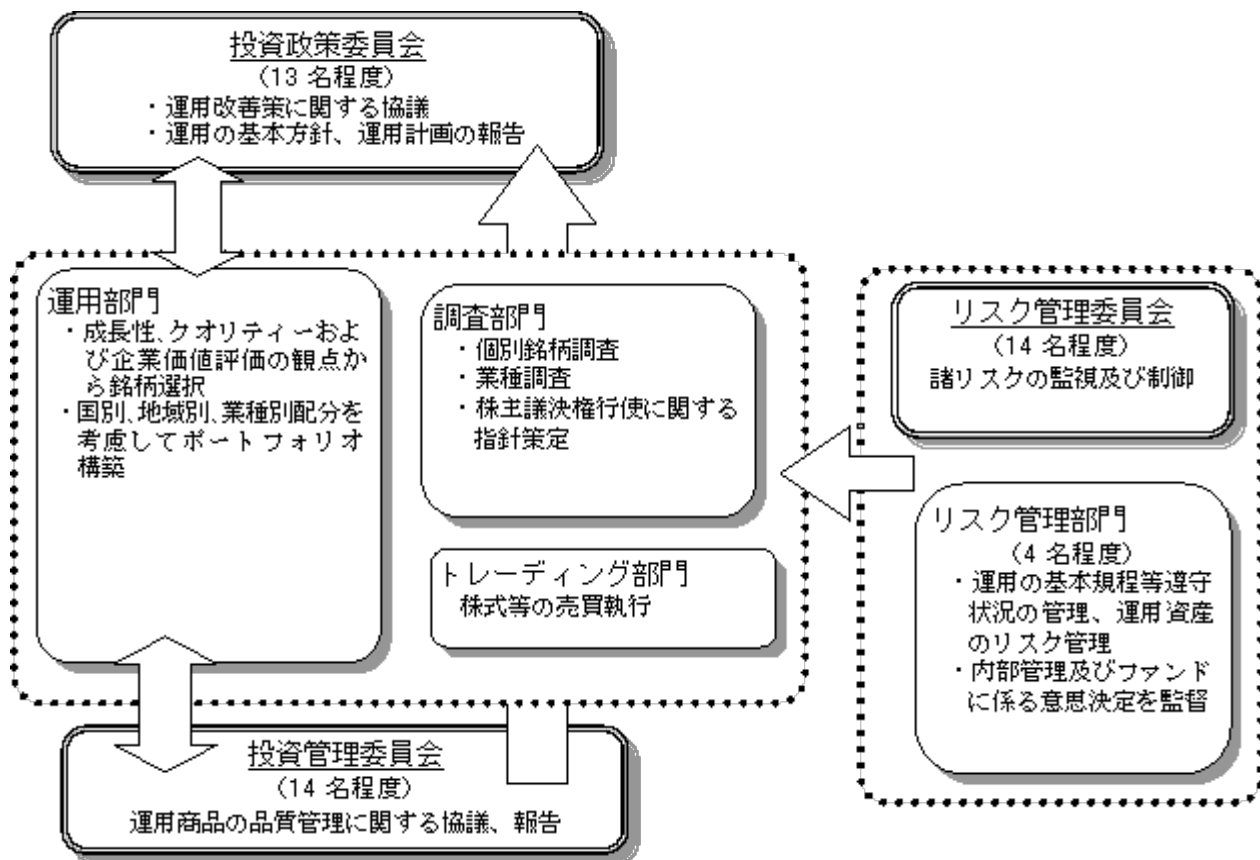 投資政策委員会
（13 名程度）
・運用改善策に関する協議
・運用の基本方針、運用計画の報告
運用部門
・成長性、クオリティーおよ
び企業価値評価の観点か
ら銘柄選択
・国別、地域別、業種別配分を
考慮してポートフォリオ
構築
調査部門
・個別銘柄調査
・業種調査
・株主議決権行使に関する
指針策定
トレーディング部門
株式等の売買執行
投資管理委員会
（14 名程度）
運用商品の品質管理に関する協議、報告
リスク管理委員会
（14 名程度）
諸リスクの監視及び制御
リスク管理部門
（4 名程度）
・運用の基本規程等遵守
状況の管理、運用資産
のリスク管理
・内部管理及びファンド
に係る意思決定を監督